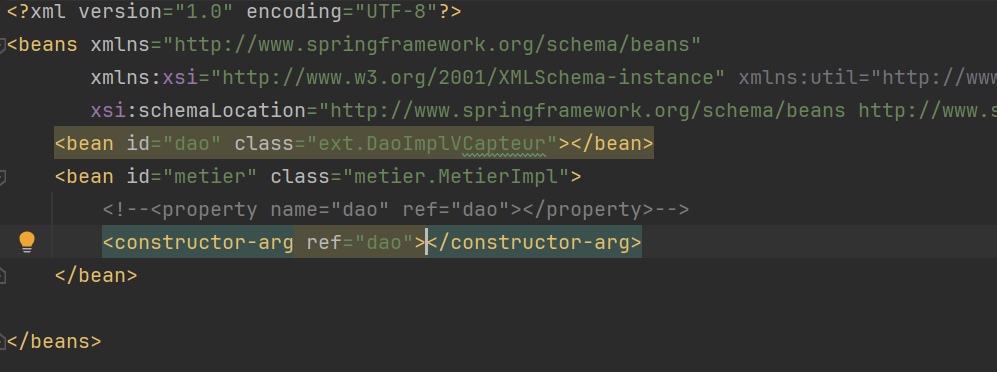 <?xml version="1.0" encoding="UTF-8"?>
<beans xmlns="http://www.springframework.org/schema/beans"
xmlns:xsi="http://www.w3.org/2001/XMLSchema-instance" xmlns:util="http://www
xsi:schemaLocation="http://www.springframework.org/schema/beans http://www.s
<bean id="dao" class="ext.DaoImplVCapteur"></bean>
<bean id="metier" class="metier.MetierImpl">
<!--<property name="dao" ref="dao"></property>-->
<constructor-arg ref="dao"></constructor-arg>
</bean>
</beans>